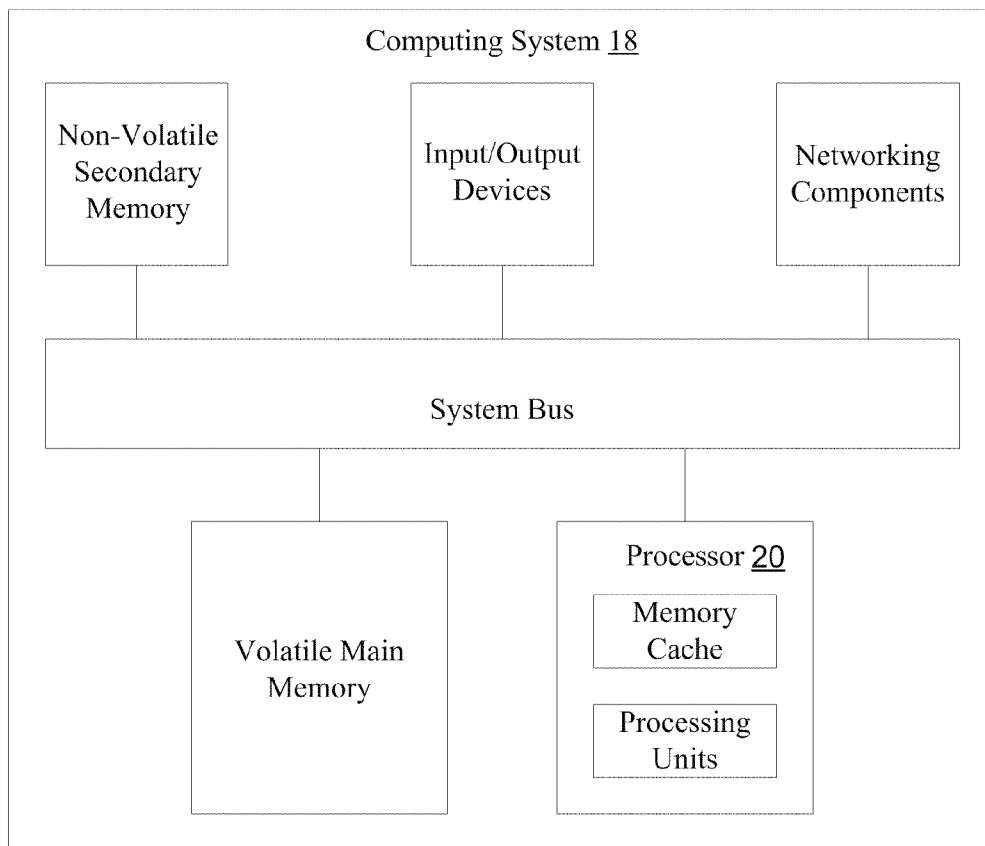 Computing System 18
Non-Volatile
Secondary
Memory
Input/Output
Devices
Networking
Components
System Bus
Volatile Main
Memory
Processor 20
Memory
Cache
Processing
Units